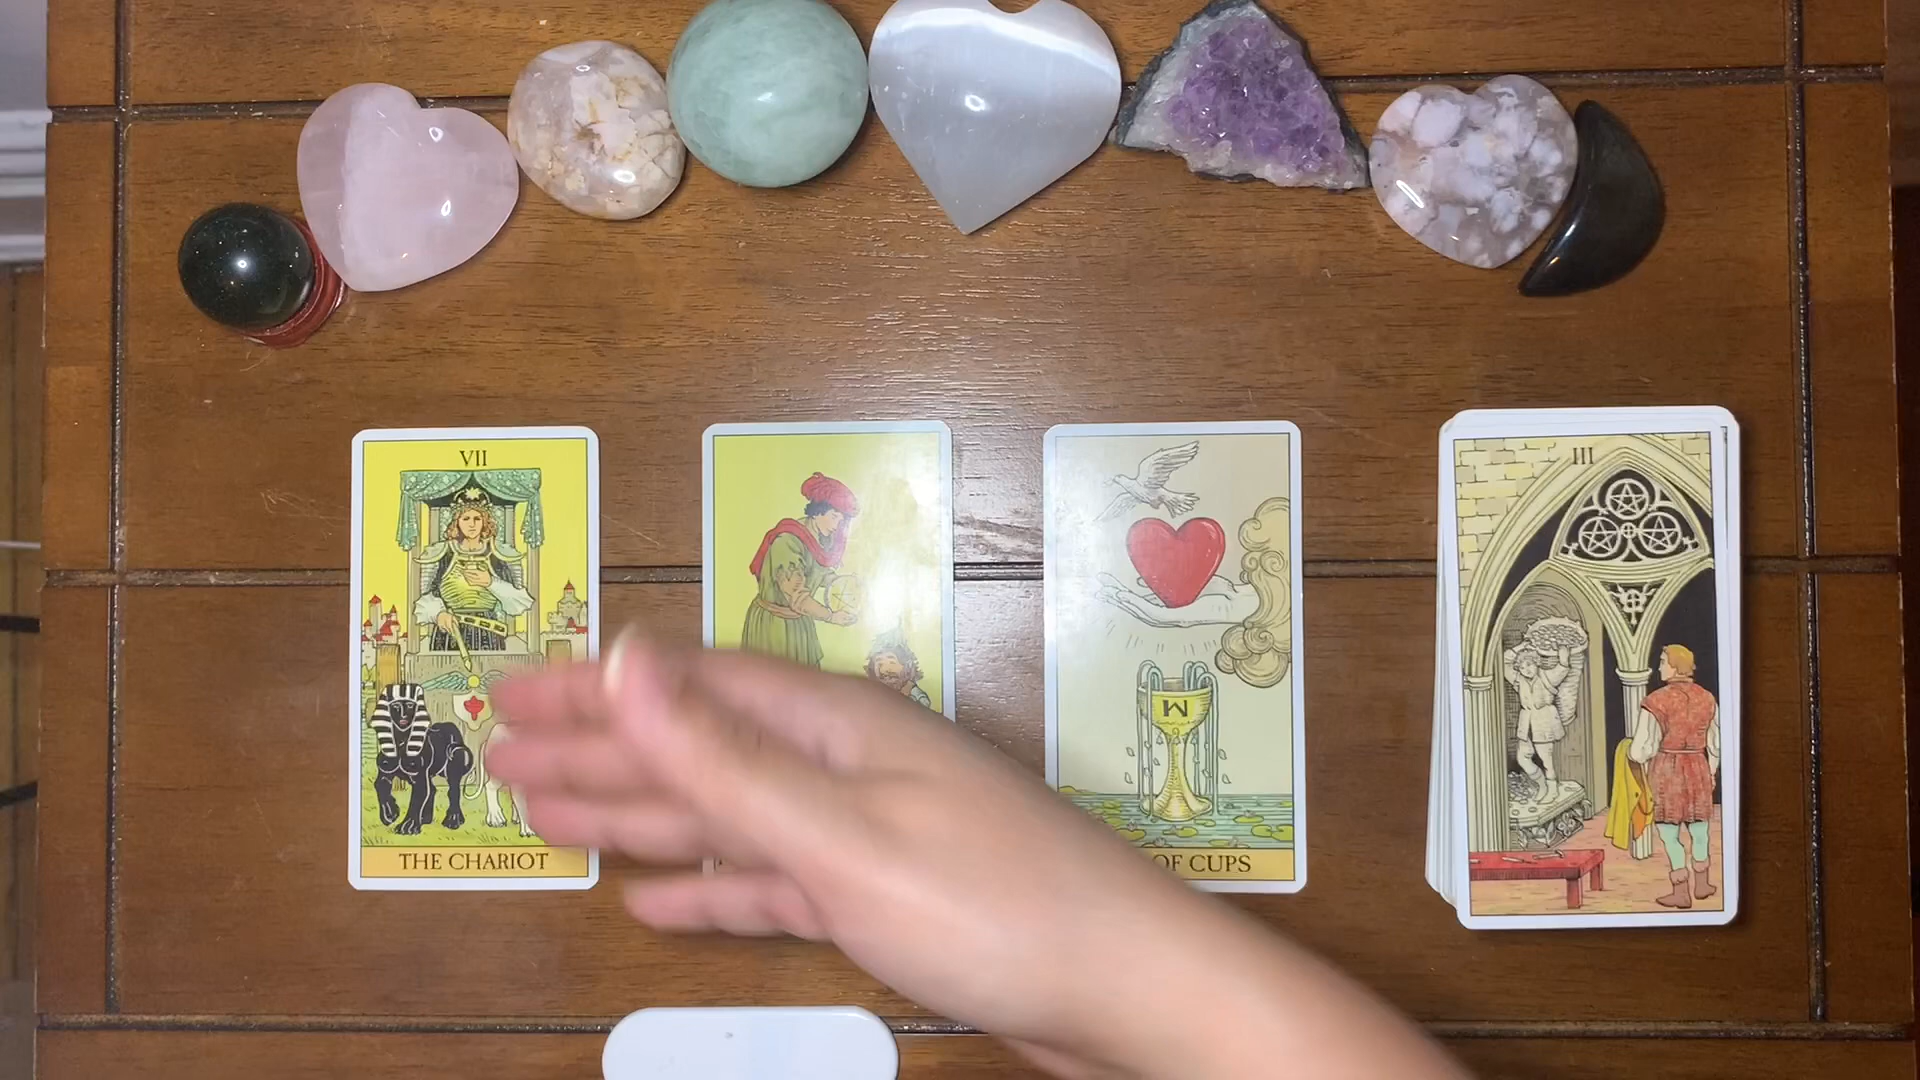 VII
THE CHARIOT
OF CUPS
W
III